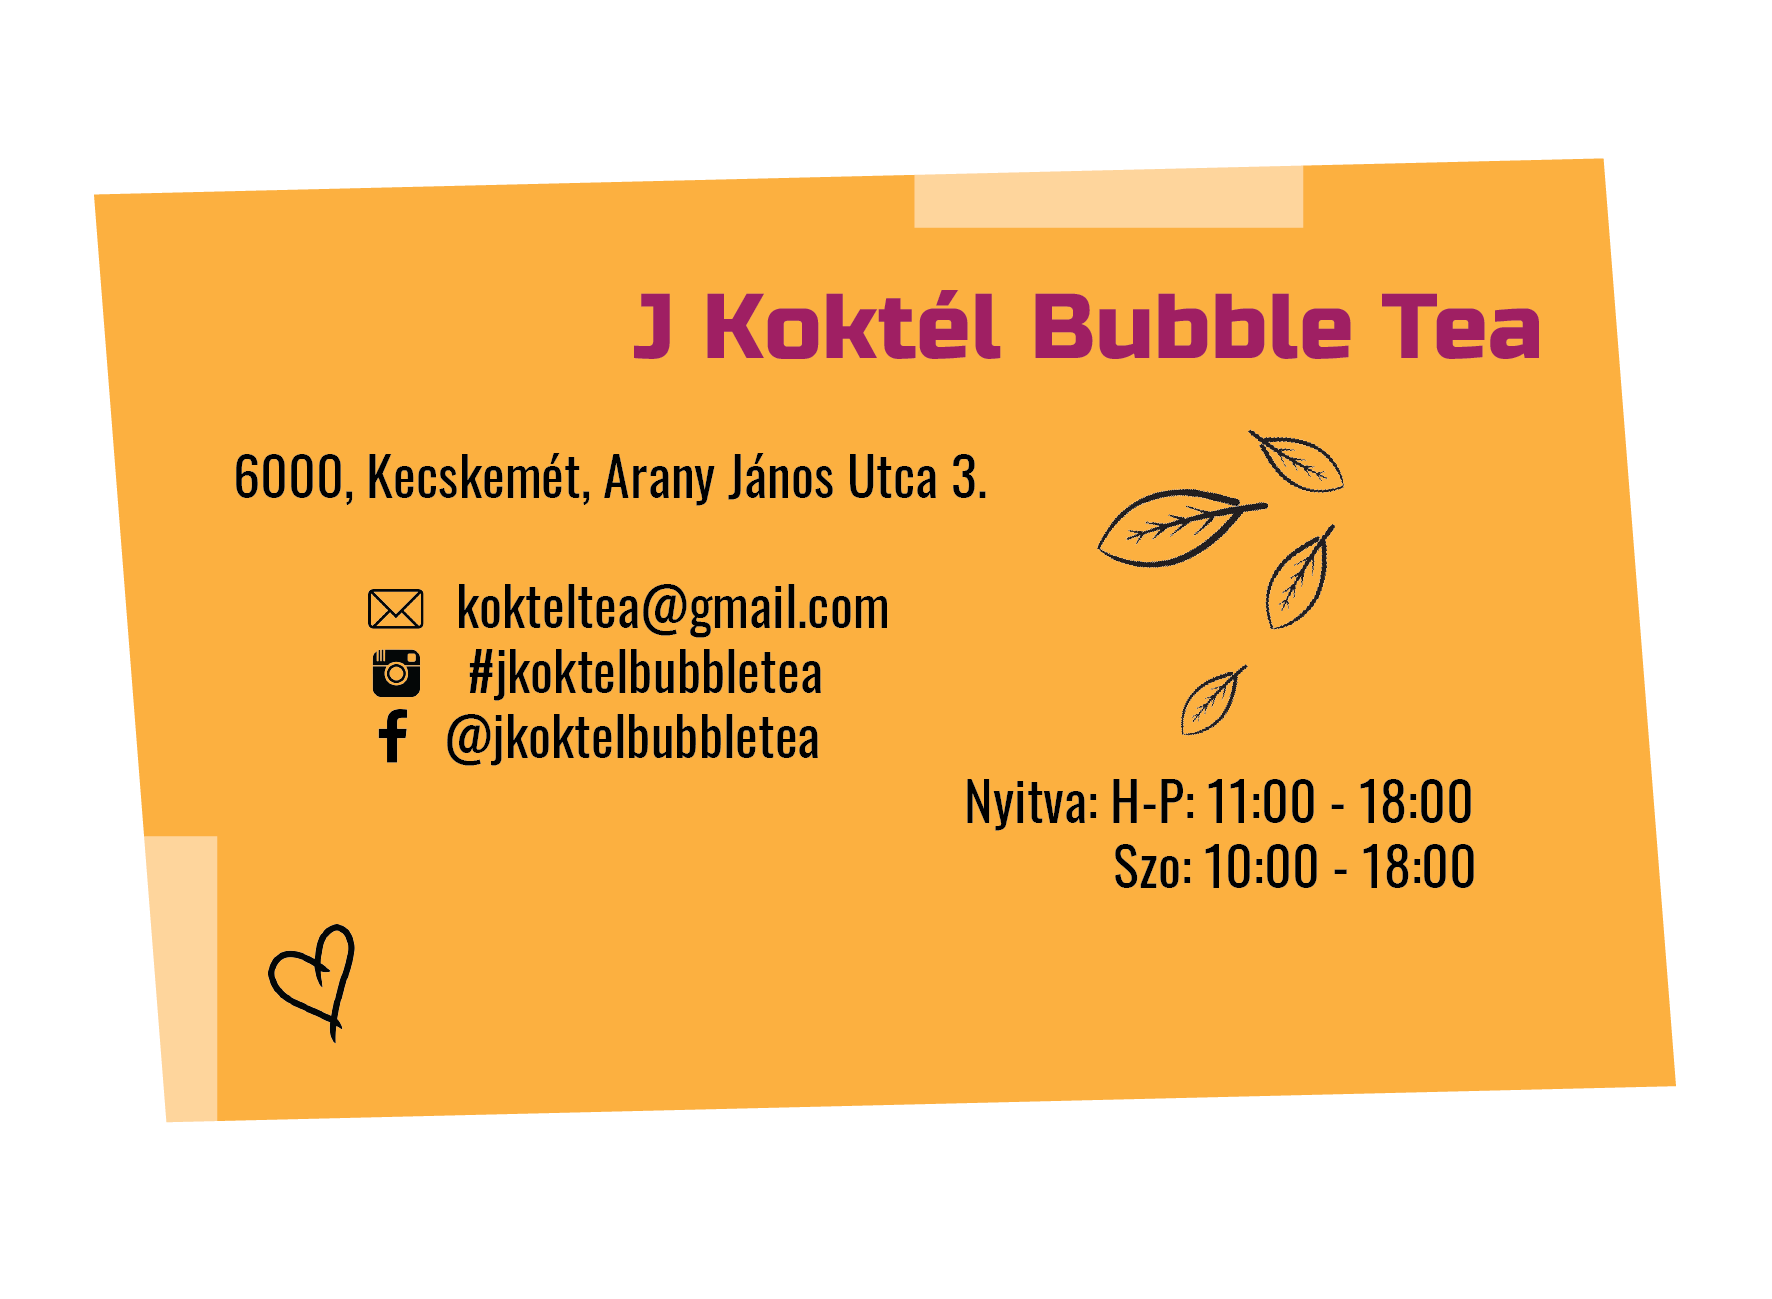 J Koktél Bubble Tea
6000, Kecskemét, Arany János Utca 3.
kokteltea@gmail.com
#jkoktelbubbletea
@jkoktelbubbletea
Nyitva: H-P: 11:00 - 18:00
Szo: 10:00 - 18:00